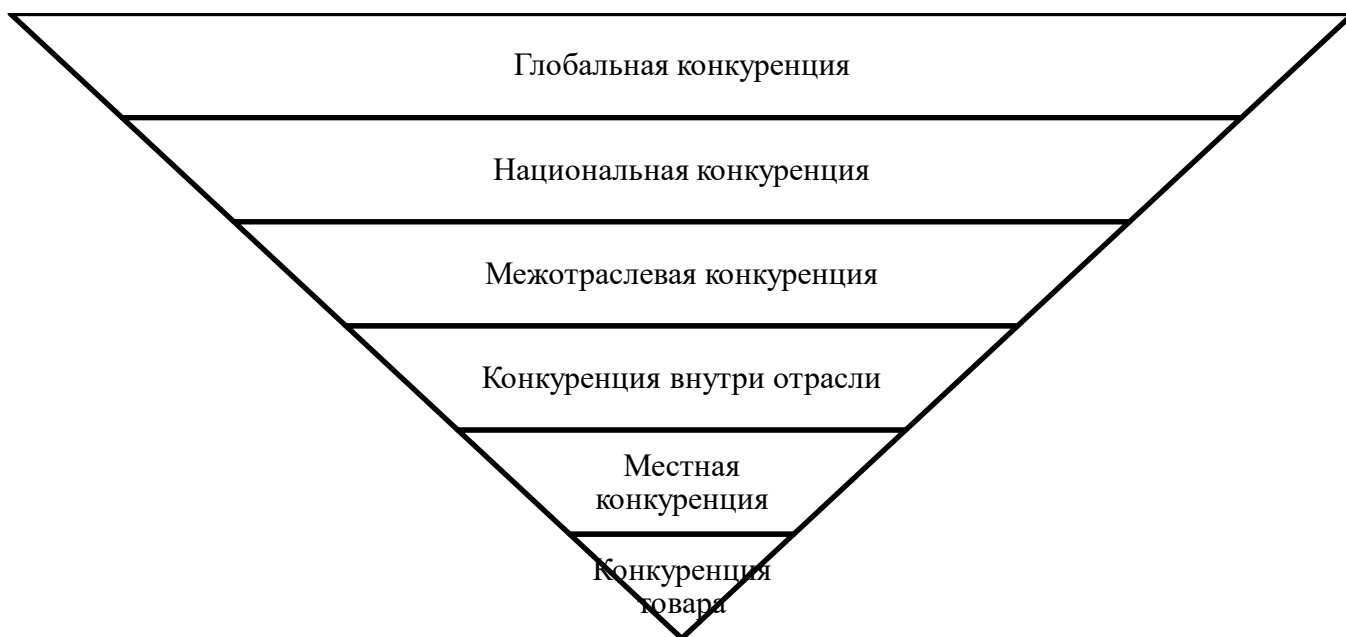 Глобальная конкуренция
Национальная конкуренция
Межотраслевая конкуренция
Конкуренция внутри отрасли
Местная
конкуренция
Конкуренция
товара